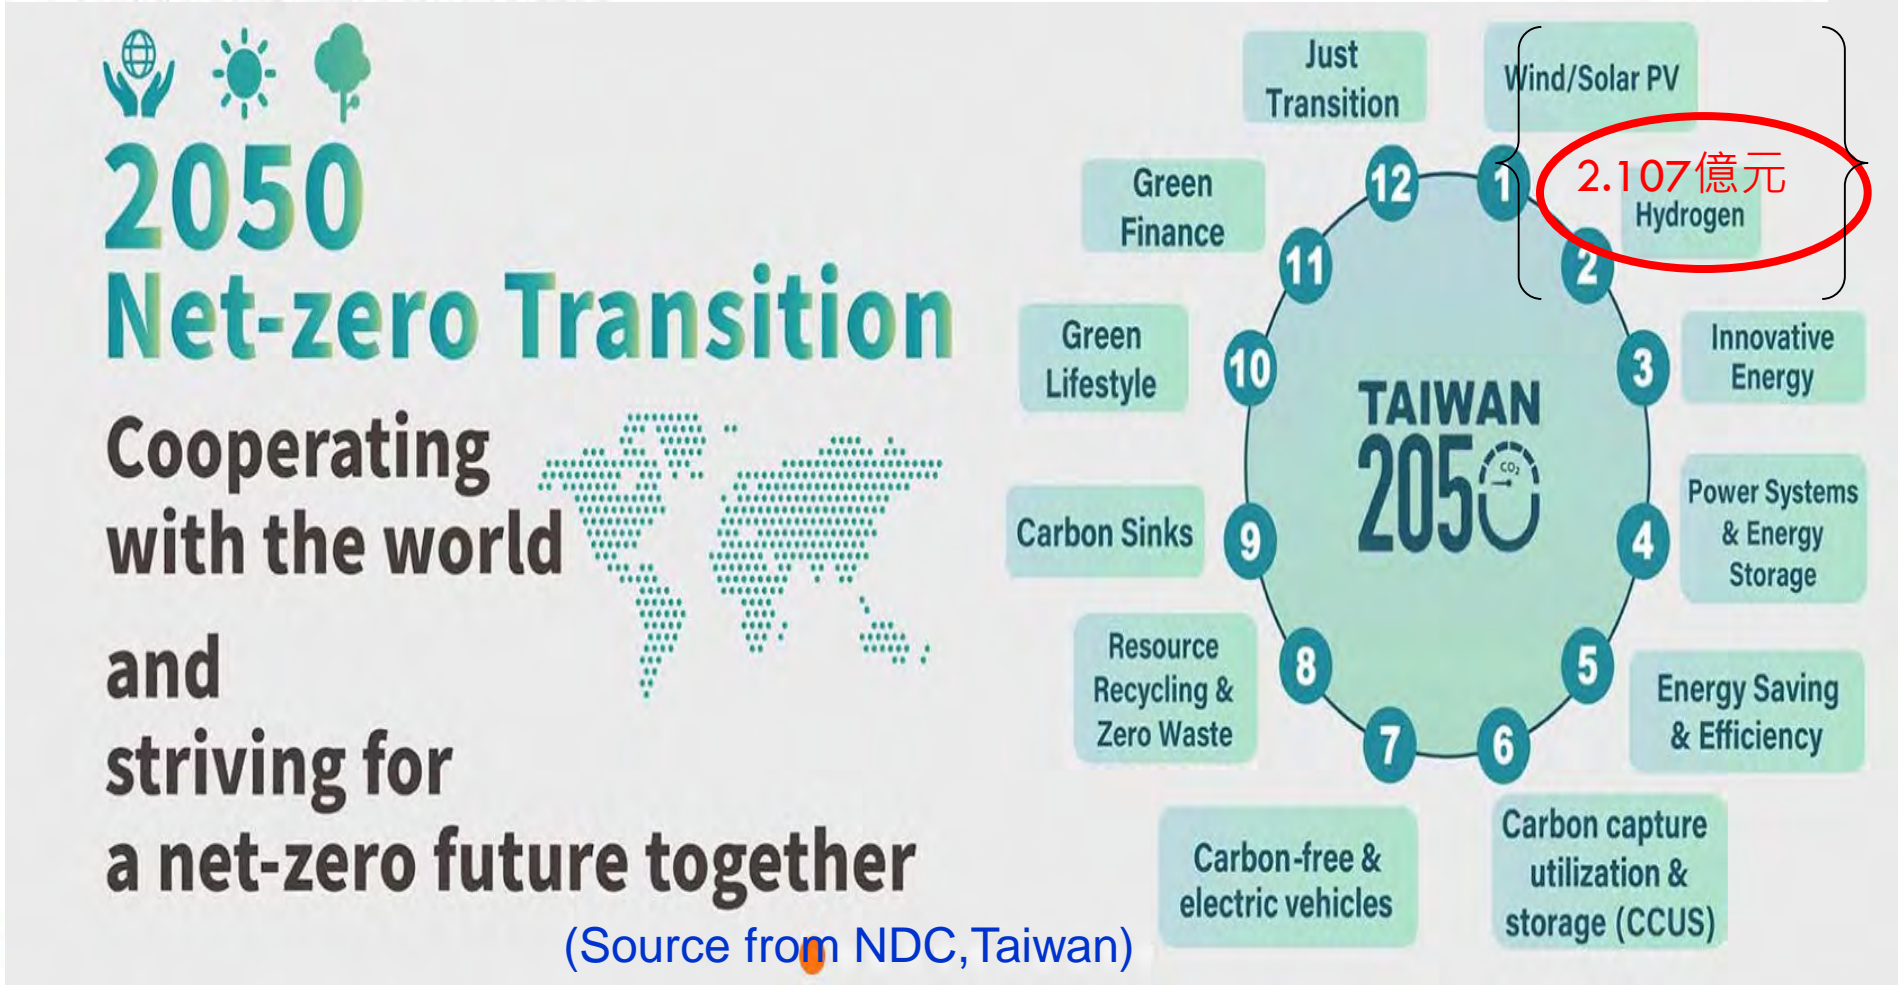 2050
Net-zero Transition
Cooperating
with the world
and
striving for
a net-zero future together
(Source from NDC,Taiwan)
TAIWAN
2050
CO₂
1
Wind/Solar PV
2.107億元
2
Hydrogen
3
Innovative
Energy
4
Power Systems
& Energy
Storage
5
Energy Saving
& Efficiency
6
Carbon capture
utilization &
storage (CCUS)
7
Carbon-free &
electric vehicles
8
Resource
Recycling &
Zero Waste
9
Carbon Sinks
10
Green
Lifestyle
11
Green
Finance
12
Just
Transition